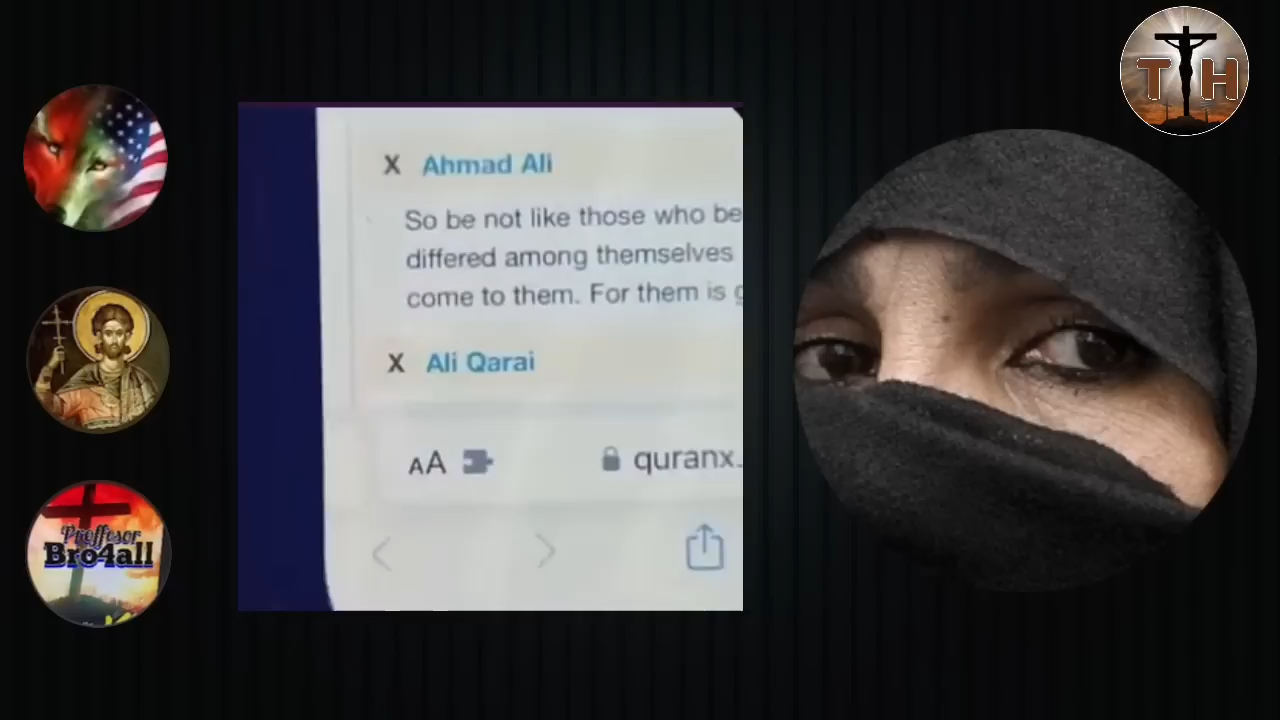 TH
X Ahmad Ali
So be not like those who be
differed among themselves
come to them. For them is
X Ali Qarai
AA
quranx.
Proffesor
Bro4all